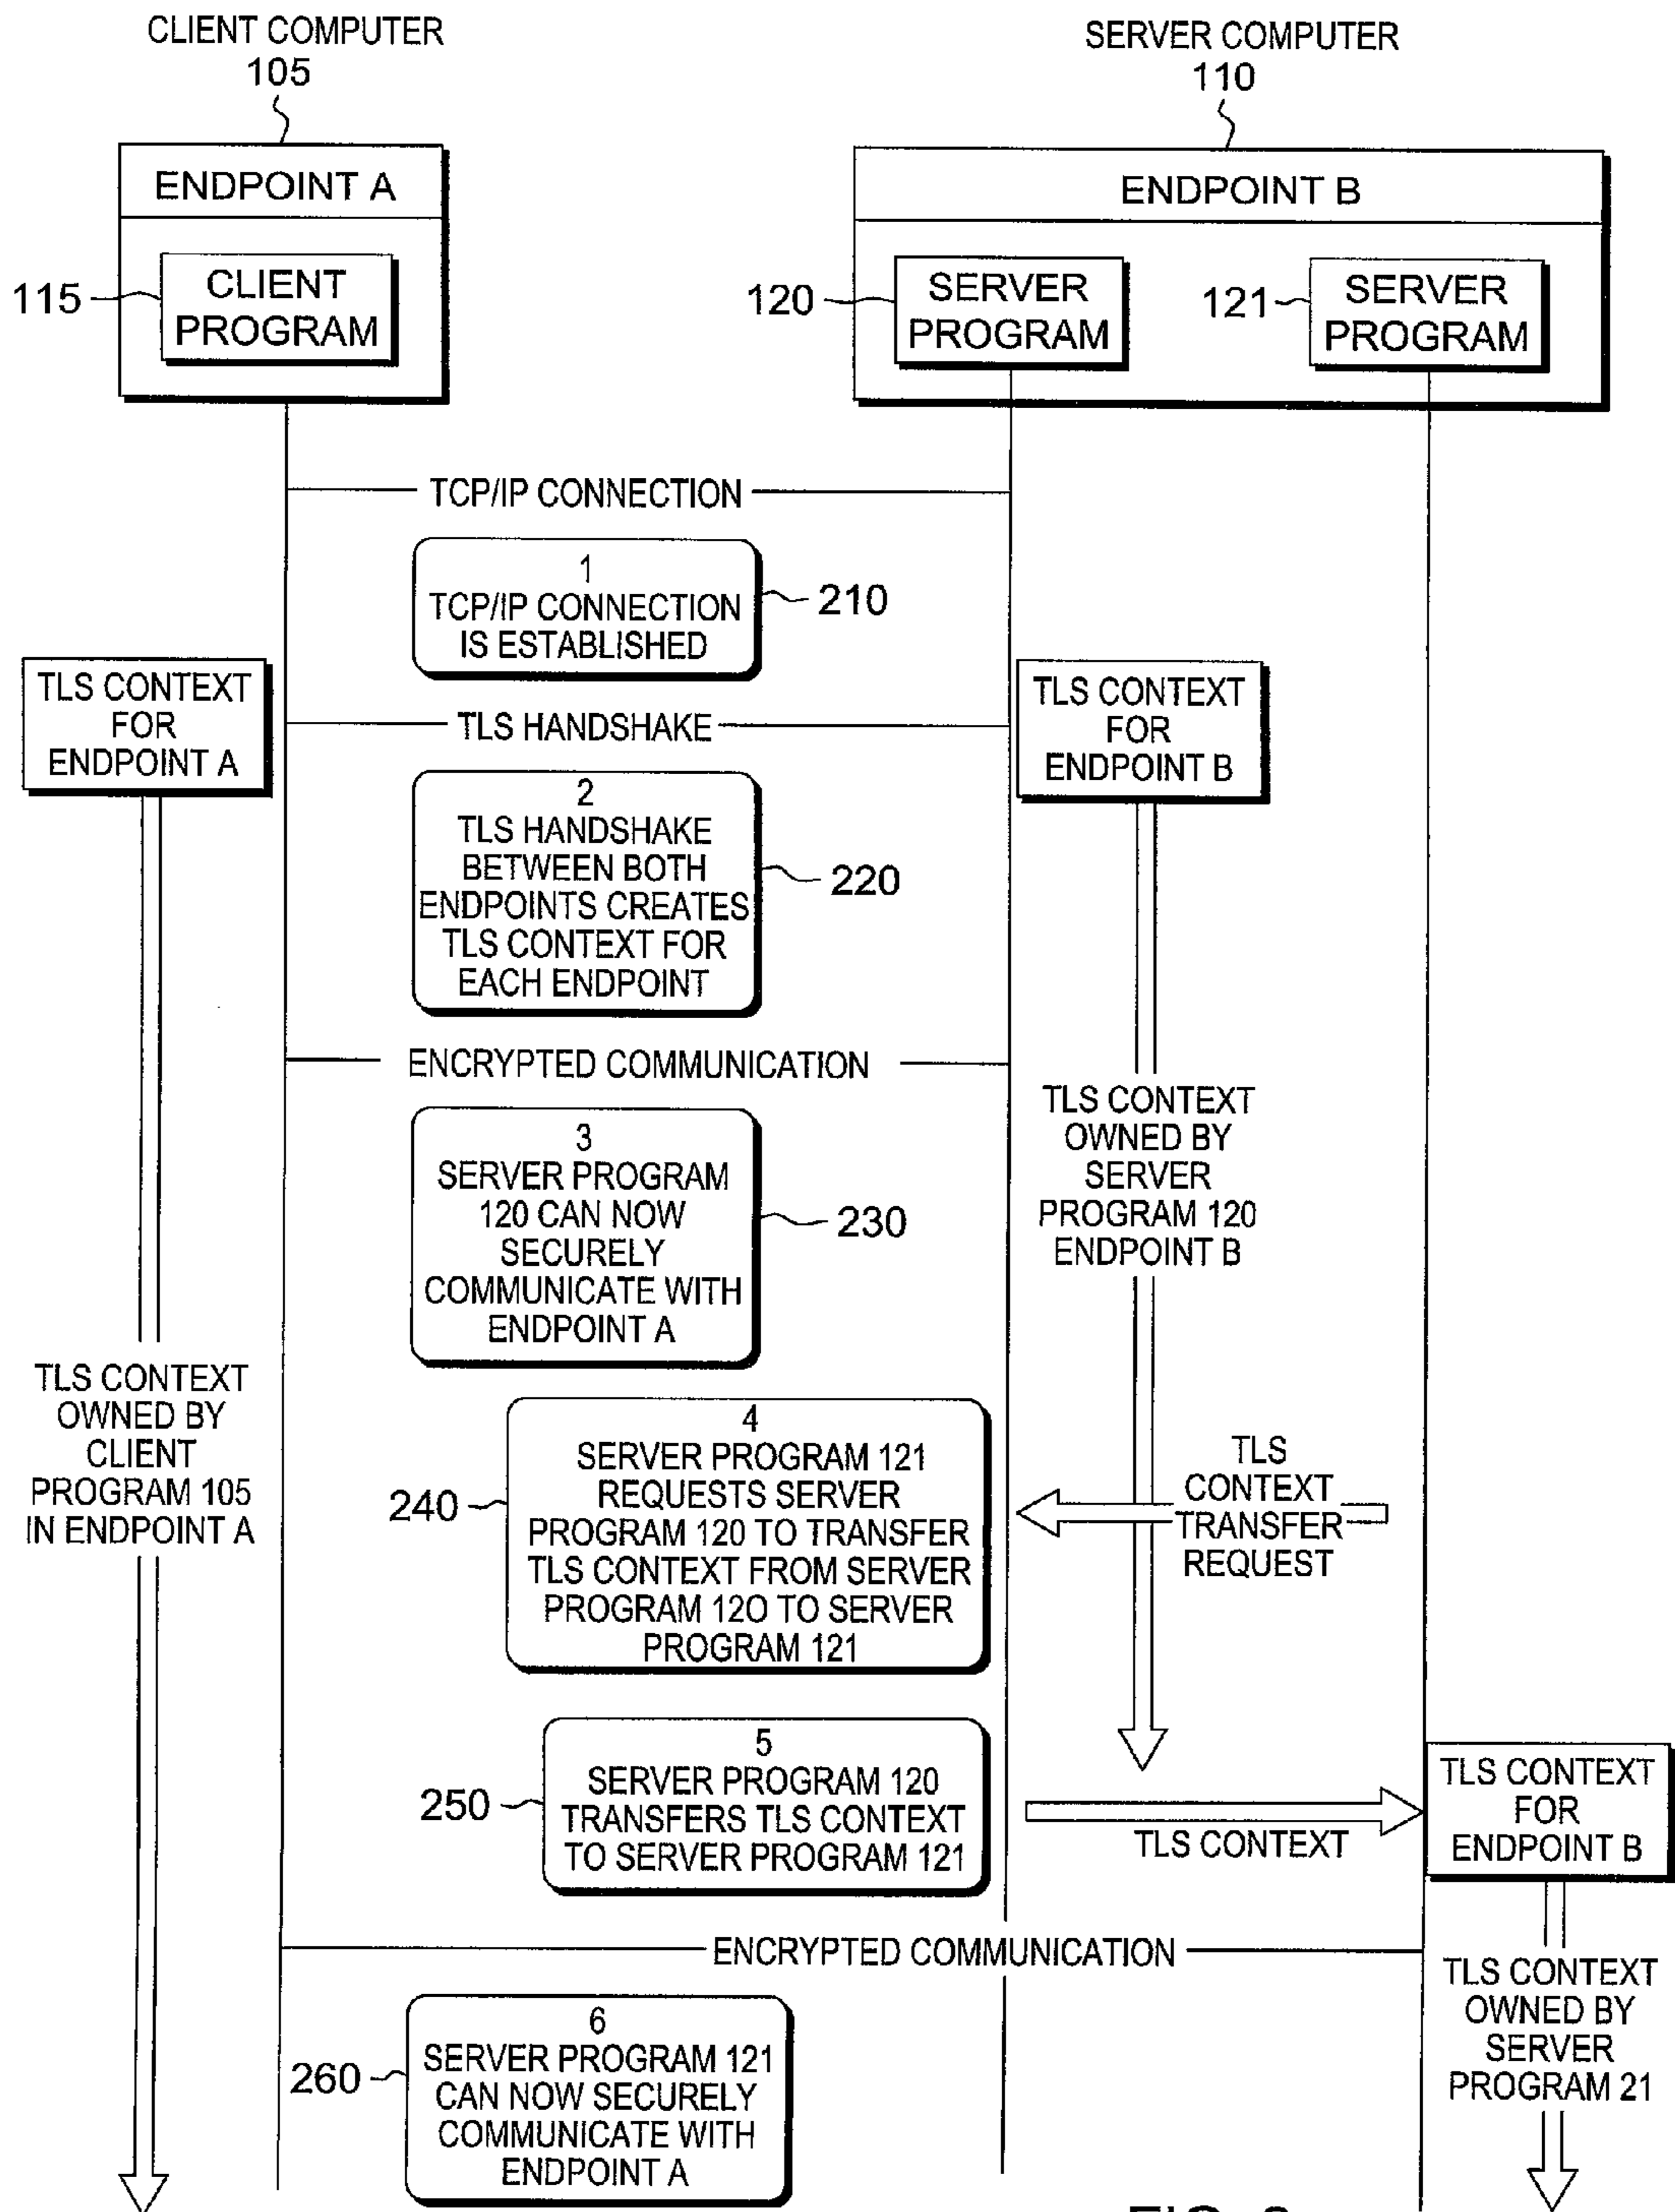 CLIENT COMPUTER
105
SERVER COMPUTER
110
ENDPOINT A
ENDPOINT B
115
CLIENT
PROGRAM
120
SERVER
PROGRAM
121
SERVER
PROGRAM
TCP/IP CONNECTION
1
TCP/IP CONNECTION
IS ESTABLISHED
210
TLS CONTEXT
FOR
ENDPOINT A
TLS HANDSHAKE
TLS CONTEXT
FOR
ENDPOINT B
2
TLS HANDSHAKE
BETWEEN BOTH
ENDPOINTS CREATES
TLS CONTEXT FOR
EACH ENDPOINT
220
ENCRYPTED COMMUNICATION
3
SERVER PROGRAM
120 CAN NOW
SECURELY
COMMUNICATE WITH
ENDPOINT A
230
TLS CONTEXT
OWNED BY
SERVER
PROGRAM 120
ENDPOINT B
TLS CONTEXT
OWNED BY
CLIENT
PROGRAM 105
IN ENDPOINT A
240
4
SERVER PROGRAM 121
REQUESTS SERVER
PROGRAM 120 TO TRANSFER
TLS CONTEXT FROM SERVER
PROGRAM 12O TO SERVER
PROGRAM 121
TLS
CONTEXT
TRANSFER
REQUEST
250
5
SERVER PROGRAM 120
TRANSFERS TLS CONTEXT
TO SERVER PROGRAM 121
TLS CONTEXT
TLS CONTEXT
FOR
ENDPOINT B
ENCRYPTED COMMUNICATION
260
6
SERVER PROGRAM 121
CAN NOW SECURELY
COMMUNICATE WITH
ENDPOINT A
TLS CONTEXT
OWNED BY
SERVER
PROGRAM 21